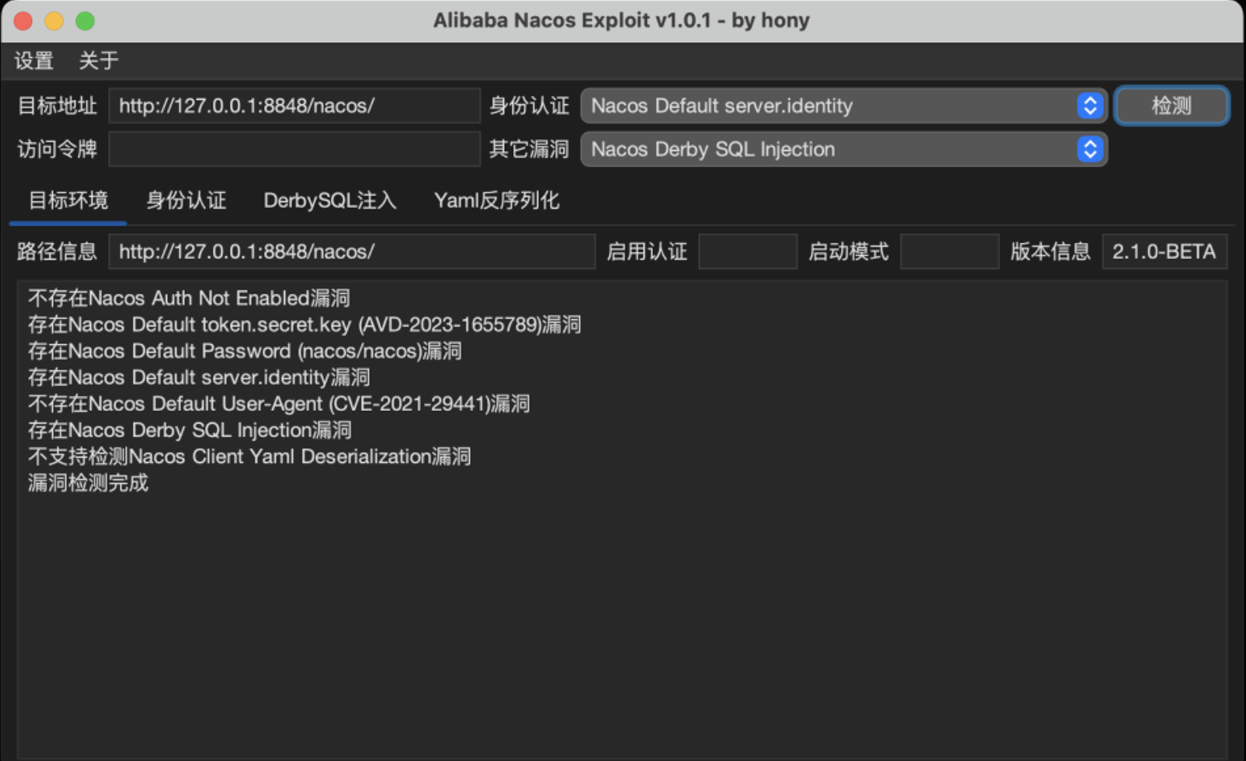 Alibaba Nacos Exploit v1.0.1 - by hony
设置 关于
目标地址 http://127.0.0.1:8848/nacos/ 身份认证 Nacos Default server.identity 检测
访问令牌 其它漏洞 Nacos Derby SQL Injection
目标环境 身份认证 DerbySQL注入 Yaml反序列化
路径信息 http://127.0.0.1:8848/nacos/ 启用认证 启动模式 版本信息 2.1.0-BETA
不存在Nacos Auth Not Enabled漏洞
存在Nacos Default token.secret.key (AVD-2023-1655789)漏洞
存在Nacos Default Password (nacos/nacos)漏洞
存在Nacos Default server.identity漏洞
不存在Nacos Default User-Agent (CVE-2021-29441)漏洞
存在Nacos Derby SQL Injection漏洞
不支持检测Nacos Client Yaml Deserialization漏洞
漏洞检测完成